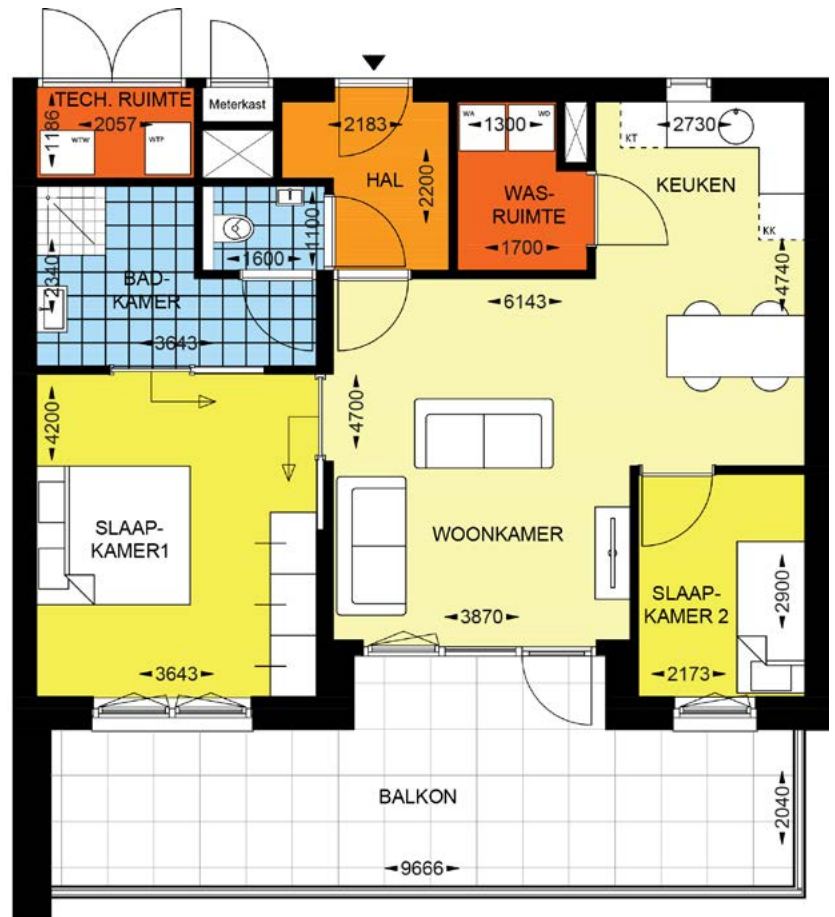 TECH. RUIMTE
2057
1186
WTW
WTP
Meterkast
2183
HAL
2200
WA
1300
WD
WAS-
RUIMTE
1700
KT
2730
KEUKEN
KK
4740
1100
1600
2340
BAD-
KAMER
3643
6143
4200
4700
SLAAP-
KAMER1
3643
WOONKAMER
3870
SLAAP-
KAMER 2
2900
2173
BALKON
2040
9666